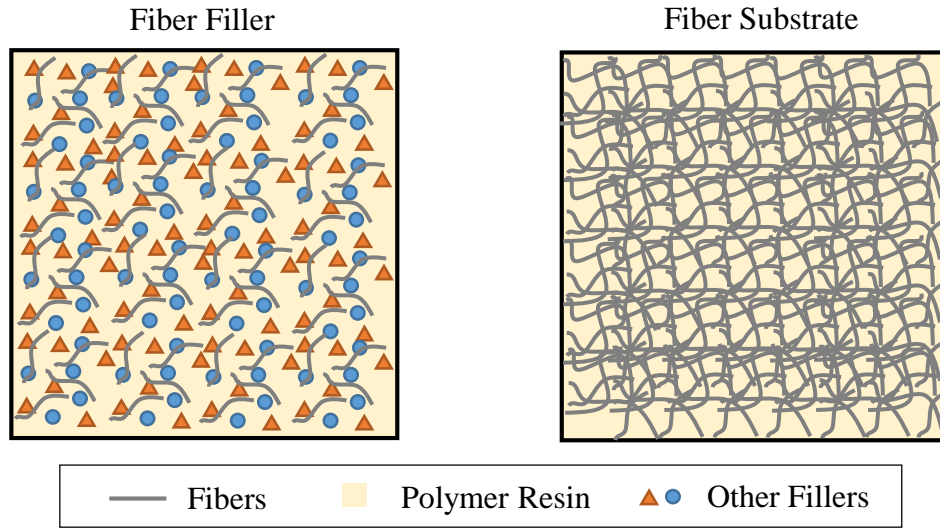 Fiber Filler
Fiber Substrate
Fibers
Polymer Resin
Other Fillers